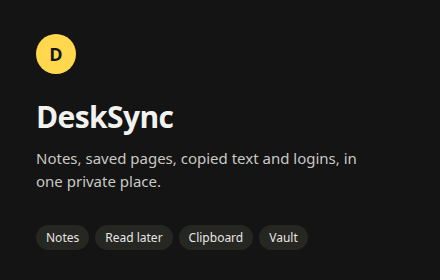 D
DeskSync
Notes, saved pages, copied text and logins, in
one private place.
Notes Read later Clipboard Vault